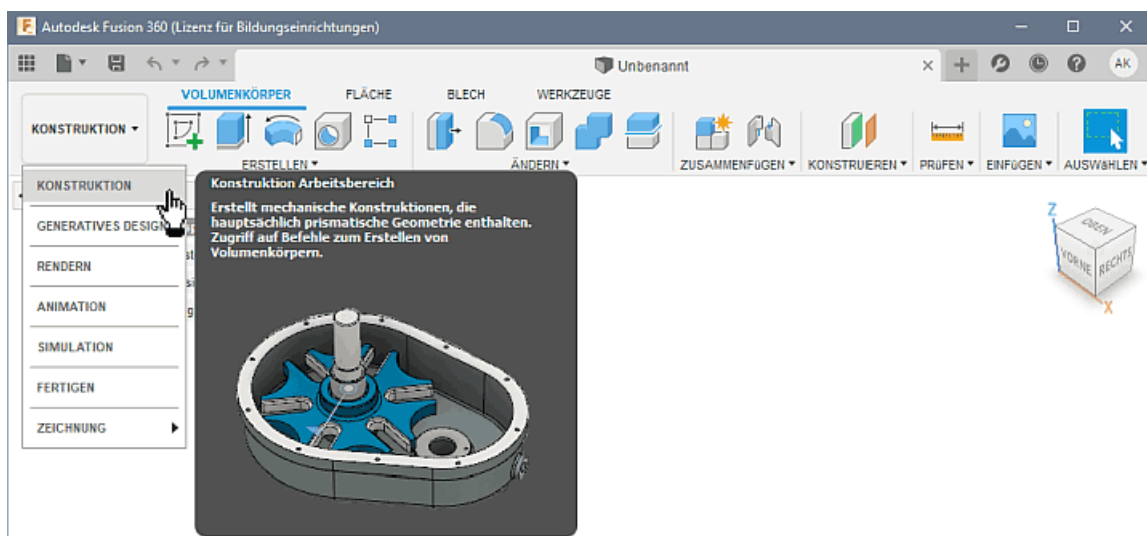 Autodesk Fusion 360 (Lizenz für Bildungseinrichtungen)
Unbenannt
AK
VOLUMENKÖRPER FLÄCHE BLECH WERKZEUGE
KONSTRUKTION
ERSTELLEN ÄNDERN ZUSAMMENFüGEN KONSTRUIEREN PRüFEN EINFüGEN AUSWäHLEN
KONSTRUKTION
GENERATIVES DESIGN
RENDERN
ANIMATION
SIMULATION
FERTIGEN
ZEICHNUNG
Konstruktion Arbeitsbereich
Erstellt mechanische Konstruktionen, die
hauptsächlich prismatische Geometrie enthalten.
Zugriff auf Befehle zum Erstellen von
Volumenkörpern.
Z
OBEN
VORNE RECHTS
X